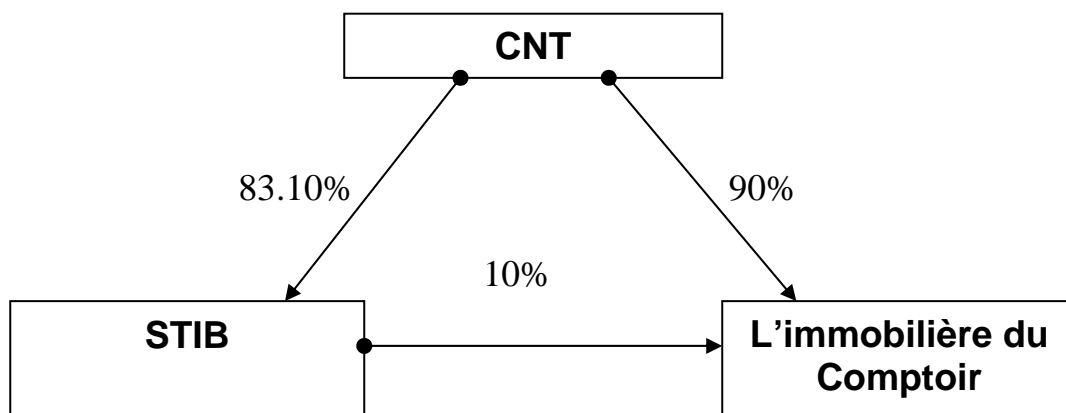 CNT
83.10%
90%
10%
STIB
L'immobilière du
Comptoir